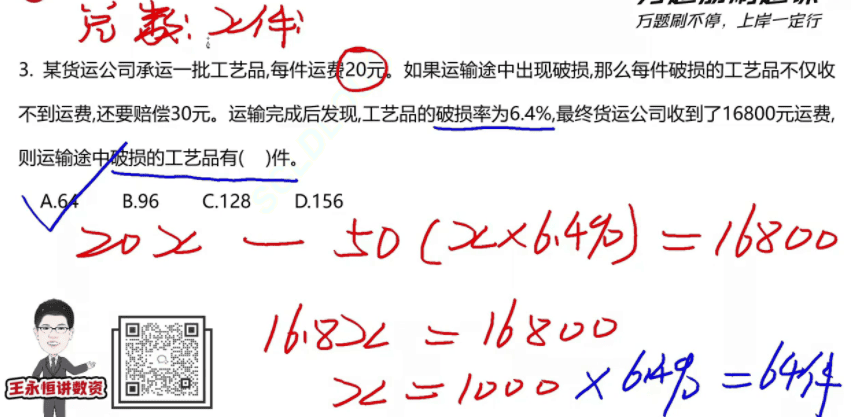 总数:x件
万题刷不停，上岸一定行
3. 某货运公司承运一批工艺品,每件运费20元。如果运输途中出现破损,那么每件破损的工艺品不仅收
不到运费,还要赔偿30元。运输完成后发现,工艺品的破损率为6.4%,最终货运公司收到了16800元运费,
则运输途中破损的工艺品有( )件。
A.64 B.96 C.128 D.156
20x — 50(x×6.4%)=16800
16.8x=16800
x=1000×6.4%=64件
王永恒讲数资